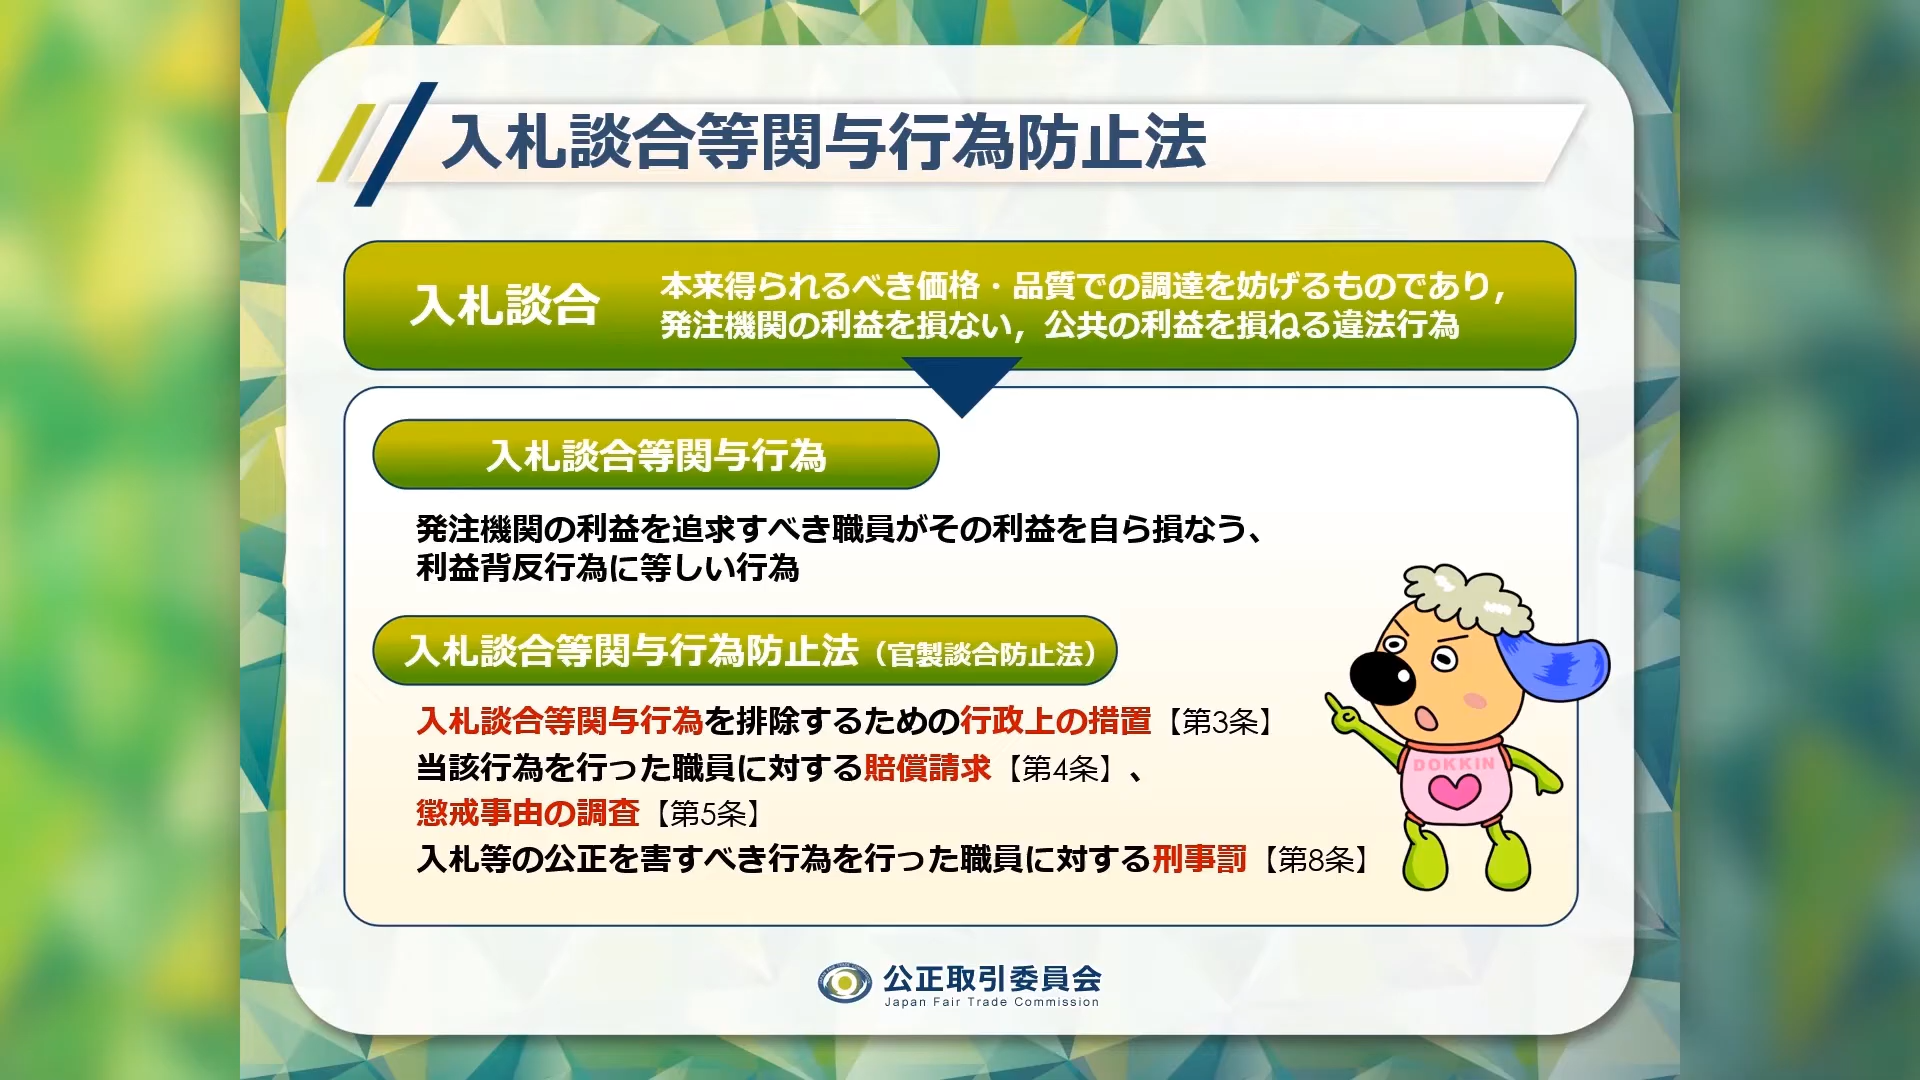 入札談合等関与行為防止法
入札談合
本来得られるべき価格・品質での調達を妨げるものであり，
発注機関の利益を損ない，公共の利益を損ねる違法行為
入札談合等関与行為
発注機関の利益を追求すべき職員がその利益を自ら損なう、
利益背反行為に等しい行為
入札談合等関与行為防止法（官製談合防止法）
入札談合等関与行為を排除するための行政上の措置【第3条】
当該行為を行った職員に対する賠償請求【第4条】、
懲戒事由の調査【第5条】
入札等の公正を害すべき行為を行った職員に対する刑事罰【第8条】
DOKKIN
公正取引委員会
Japan Fair Trade Commission